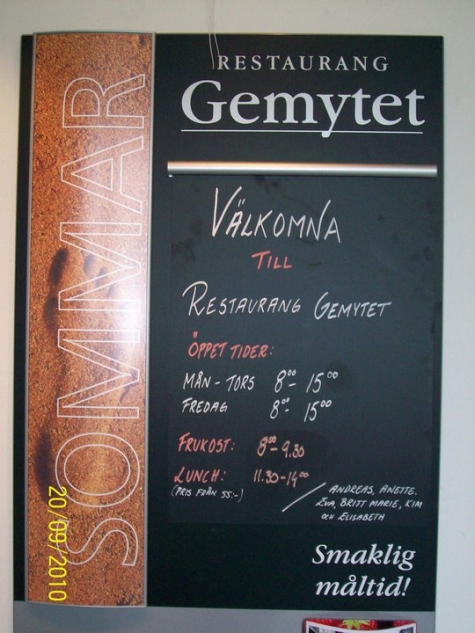 SOMMAR
RESTAURANG
Gemytet
VÄLKOMNA
TILL
RESTAURANG GEMYTET
ÖPPET TIDER:
MÅN - TORS 8⁰⁰ - 15⁰⁰
FREDAG 8⁰⁰ - 15⁰⁰
FRUKOST: 8⁰⁰ - 9.30
LUNCH: 11.30 - 14⁰⁰
(PRIS FRÅN 55:-)
/ ANDREAS, ANETTE.
EVA, BRITT MARIE, KIM
OCH ELISABETH
Smaklig
måltid!
20/09/2010